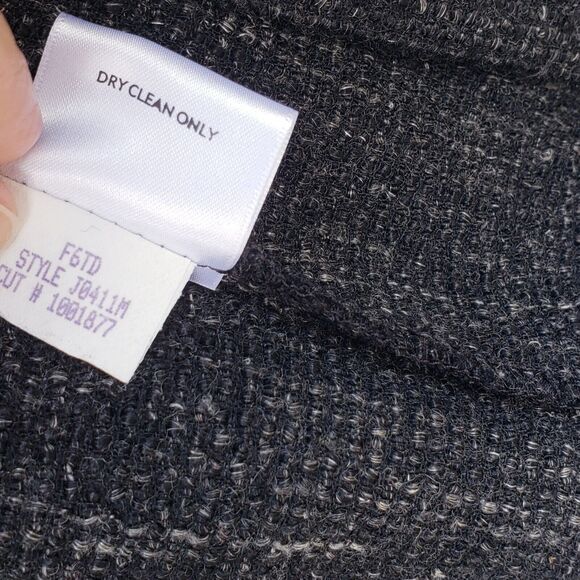 DRY CLEAN ONLY
F6TD
STYLE J0411M
CUT # 1001877